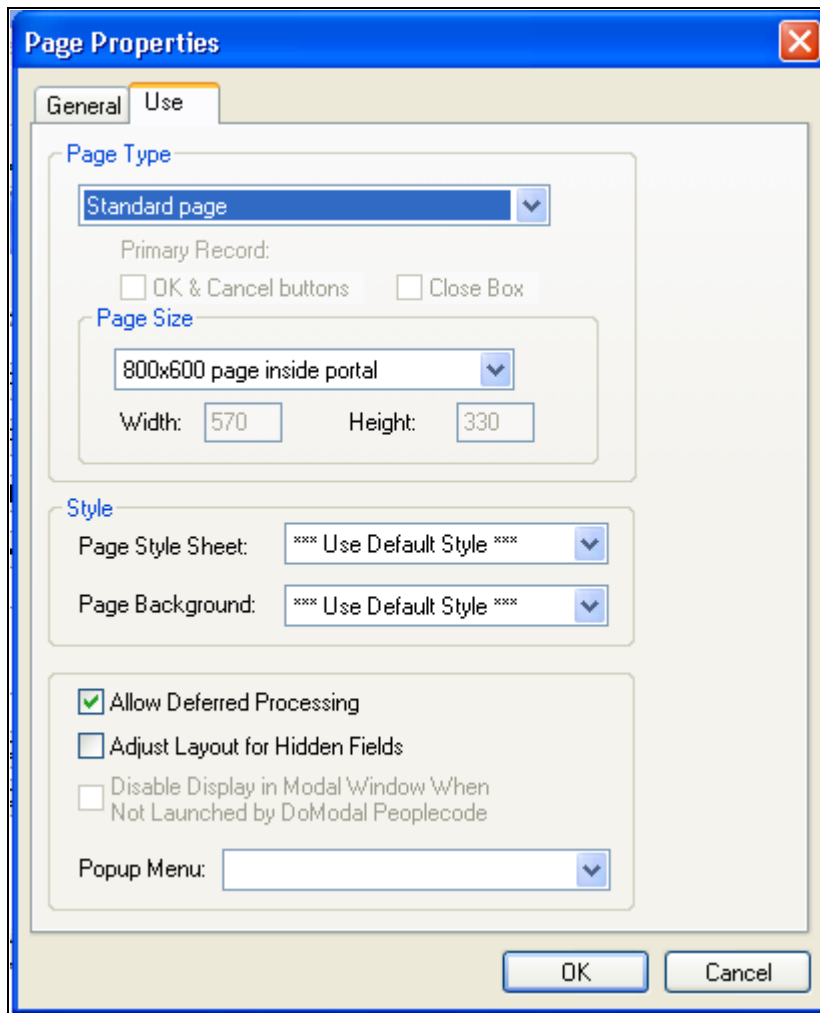 Page Properties
General Use
Page Type
Standard page
Primary Record:
OK & Cancel buttons Close Box
Page Size
800x600 page inside portal
Width: 570 Height: 330
Style
Page Style Sheet: *** Use Default Style ***
Page Background: *** Use Default Style ***
Allow Deferred Processing
Adjust Layout for Hidden Fields
Disable Display in Modal Window When
Not Launched by DoModal Peoplecode
Popup Menu:
OK Cancel